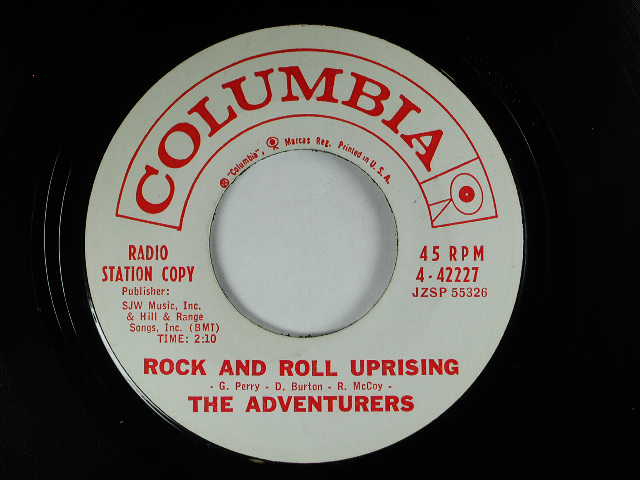 COLUMBIA
® "Columbia", Marcas Reg. Printed in U.S.A.
RADIO
STATION COPY
Publisher:
SJW Music, Inc.
& Hill & Range
Songs, Inc. (BMI)
TIME: 2:10
45 RPM
4-42227
JZSP 55326
ROCK AND ROLL UPRISING
- G. Perry - D. Burton - R. McCoy -
THE ADVENTURERS